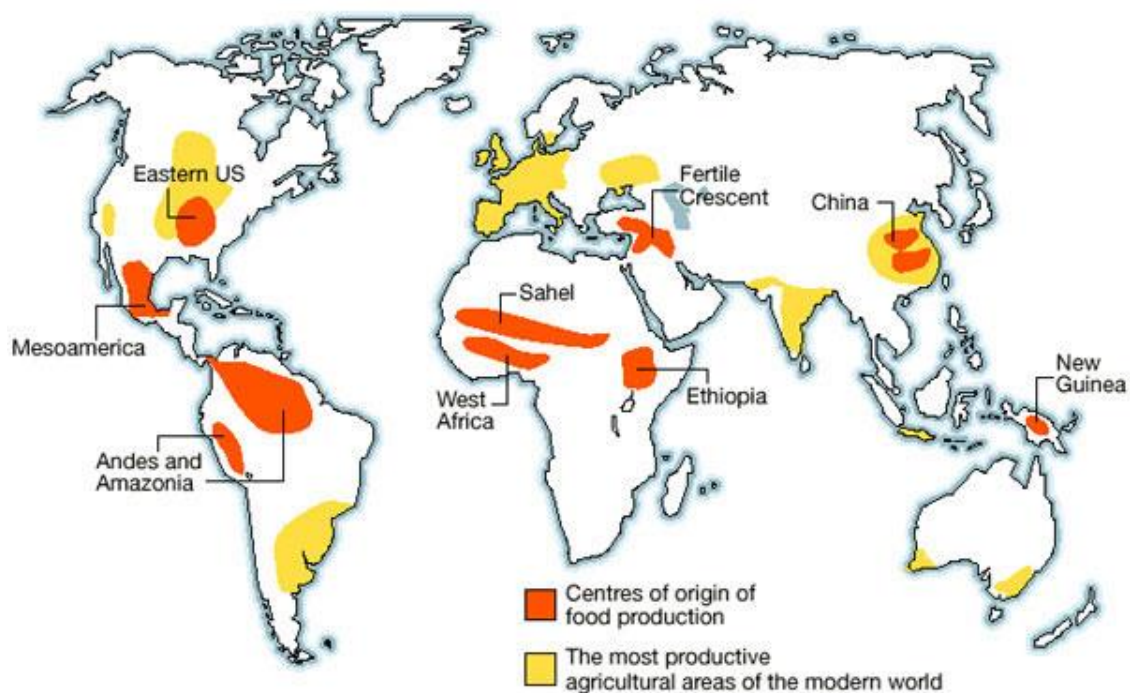 Eastern US
Fertile
Crescent
China
Sahel
Mesoamerica
New
Guinea
West
Africa
Ethiopia
Andes and
Amazonia
Centres of origin of
food production
The most productive
agricultural areas of the modern world